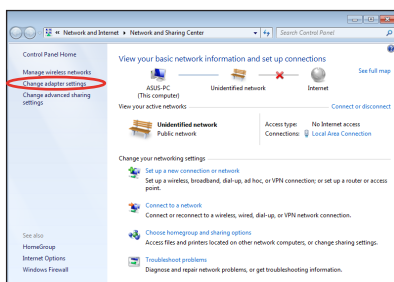 « Network and Internet ▸ Network and Sharing Center
Search Control Panel
Control Panel Home
Manage wireless networks
Change adapter settings
Change advanced sharing
settings
See also
HomeGroup
Internet Options
Windows Firewall
View your basic network information and set up connections
See full map
ASUS-PC
(This computer)
Unidentified network
Internet
View your active networks
Connect or disconnect
Unidentified network
Public network
Access type: No Internet access
Connections: Local Area Connection
Change your networking settings
Set up a new connection or network
Set up a wireless, broadband, dial-up, ad hoc, or VPN connection; or set up a router or access
point.
Connect to a network
Connect or reconnect to a wireless, wired, dial-up, or VPN network connection.
Choose homegroup and sharing options
Access files and printers located on other network computers, or change sharing settings.
Troubleshoot problems
Diagnose and repair network problems, or get troubleshooting information.